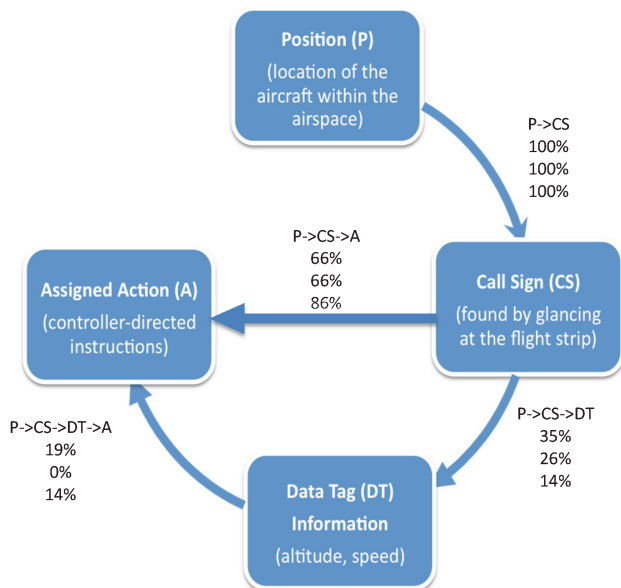 Position (P)
(location of the
aircraft within the
airspace)
P->CS
100%
100%
100%
P->CS->A
66%
66%
86%
Assigned Action (A)
(controller-directed
instructions)
Call Sign (CS)
(found by glancing
at the flight strip)
P->CS->DT->A
19%
0%
14%
P->CS->DT
35%
26%
14%
Data Tag (DT)
Information
(altitude, speed)